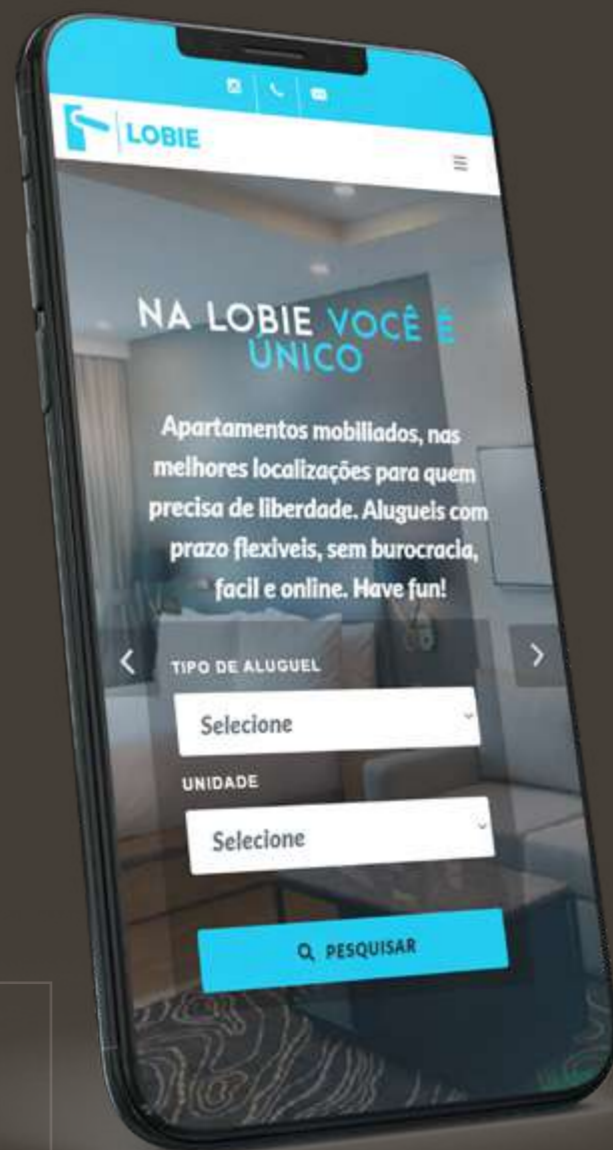 LOBIE
NA LOBIE VOCÊ É
ÚNICO
Apartamentos mobiliados, nas
melhores localizações para quem
precisa de liberdade. Alugueis com
prazo flexiveis, sem burocracia,
facil e online. Have fun!
TIPO DE ALUGUEL
Selecione
UNIDADE
Selecione
PESQUISAR